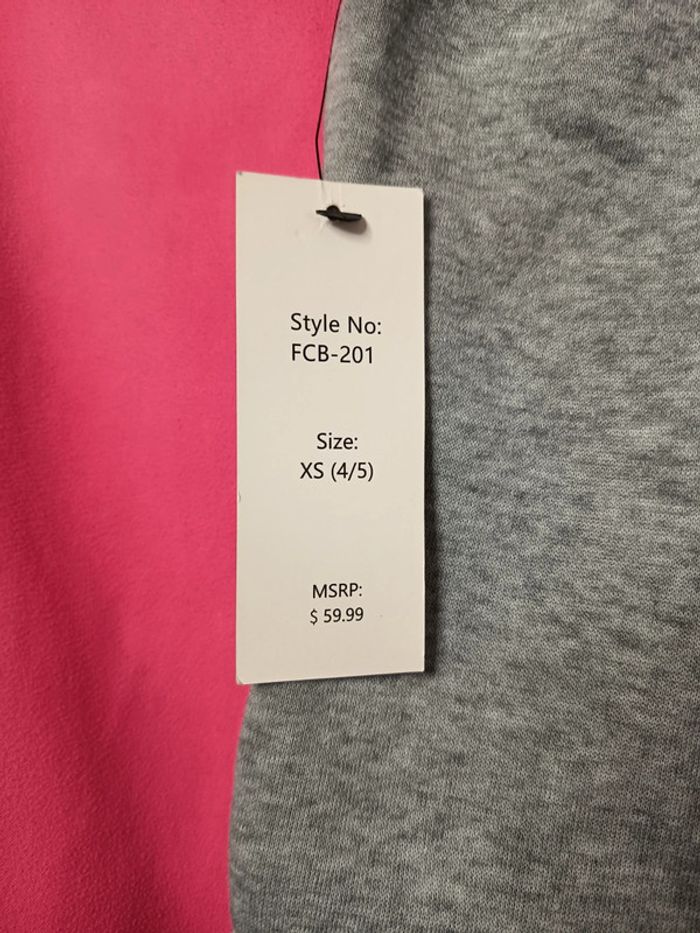 Style No:
FCB-201
Size:
XS (4/5)
MSRP:
$ 59.99